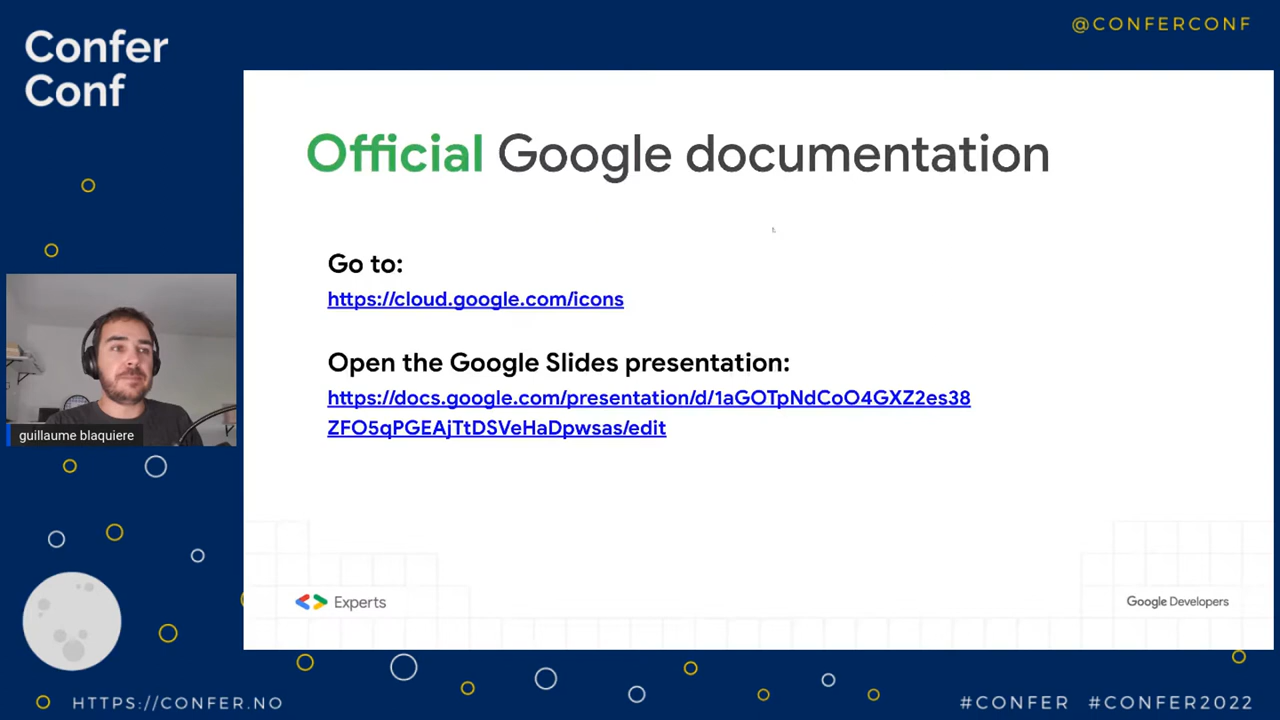 Confer
Conf
@CONFERCONF
Official Google documentation
Go to:
https://cloud.google.com/icons
Open the Google Slides presentation:
https://docs.google.com/presentation/d/1aGOTpNdCoO4GXZ2es38
ZFO5qPGEAjTtDSVeHaDpwsas/edit
guillaume blaquiere
Experts
Google Developers
HTTPS://CONFER.NO
#CONFER #CONFER2022